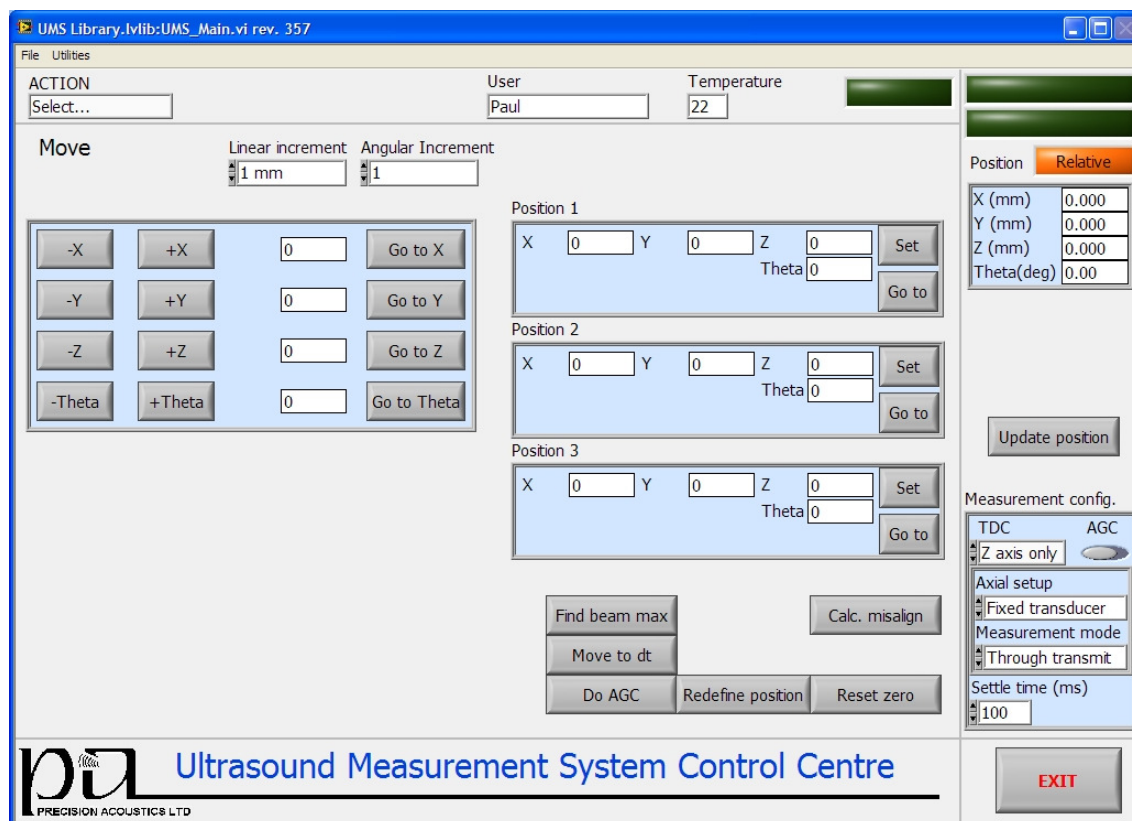 UMS Library.lvlib:UMS_Main.vi rev. 357
File Utilities
ACTION
Select...
User
Paul
Temperature
22
Move
Linear increment
1 mm
Angular Increment
1
-X +X 0 Go to X
-Y +Y 0 Go to Y
-Z +Z 0 Go to Z
-Theta +Theta 0 Go to Theta
Position 1
X 0 Y 0 Z 0 Set
Theta 0
Go to
Position 2
X 0 Y 0 Z 0 Set
Theta 0
Go to
Position 3
X 0 Y 0 Z 0 Set
Theta 0
Go to
Find beam max
Calc. misalign
Move to dt
Do AGC Redefine position Reset zero
Position Relative
X (mm) 0.000
Y (mm) 0.000
Z (mm) 0.000
Theta(deg) 0.00
Update position
Measurement config.
TDC AGC
Z axis only
Axial setup
Fixed transducer
Measurement mode
Through transmit
Settle time (ms)
100
pa
PRECISION ACOUSTICS LTD
Ultrasound Measurement System Control Centre
EXIT